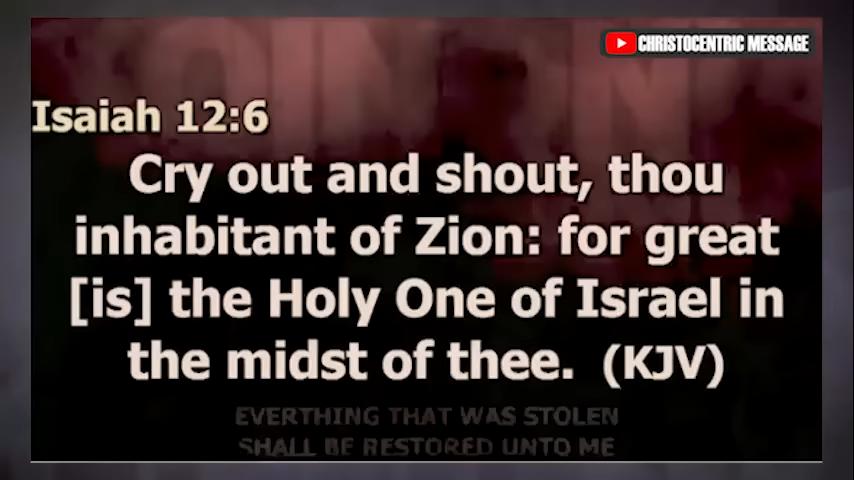 CHRISTOCENTRIC MESSAGE
Isaiah 12:6
Cry out and shout, thou
inhabitant of Zion: for great
[is] the Holy One of Israel in
the midst of thee. (KJV)
EVERTHING THAT WAS STOLEN
SHALL BE RESTORED UNTO ME